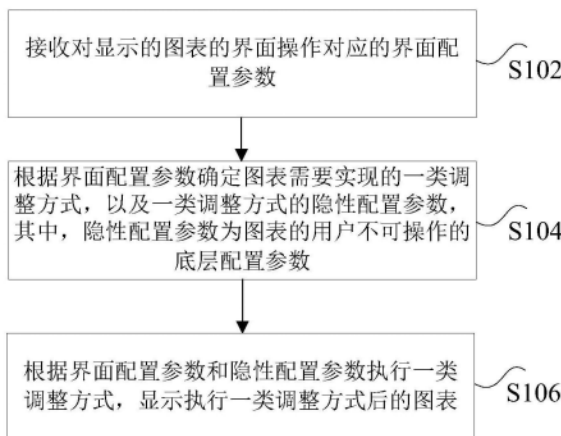 接收对显示的图表的界面操作对应的界面配
置参数
S102
根据界面配置参数确定图表需要实现的一类调
整方式，以及一类调整方式的隐性配置参数，
其中，隐性配置参数为图表的用户不可操作的
底层配置参数
S104
根据界面配置参数和隐性配置参数执行一类
调整方式，显示执行一类调整方式后的图表
S106